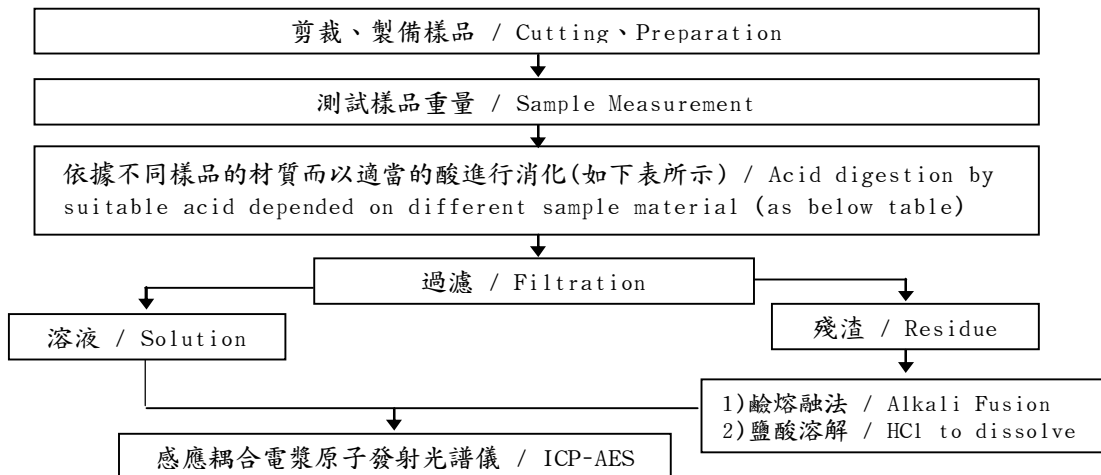 剪裁、製備樣品 / Cutting、Preparation
測試樣品重量 / Sample Measurement
依據不同樣品的材質而以適當的酸進行消化(如下表所示) / Acid digestion by
suitable acid depended on different sample material (as below table)
過濾 / Filtration
溶液 / Solution
殘渣 / Residue
1)鹼熔融法 / Alkali Fusion
2)鹽酸溶解 / HCl to dissolve
感應耦合電漿原子發射光譜儀 / ICP-AES